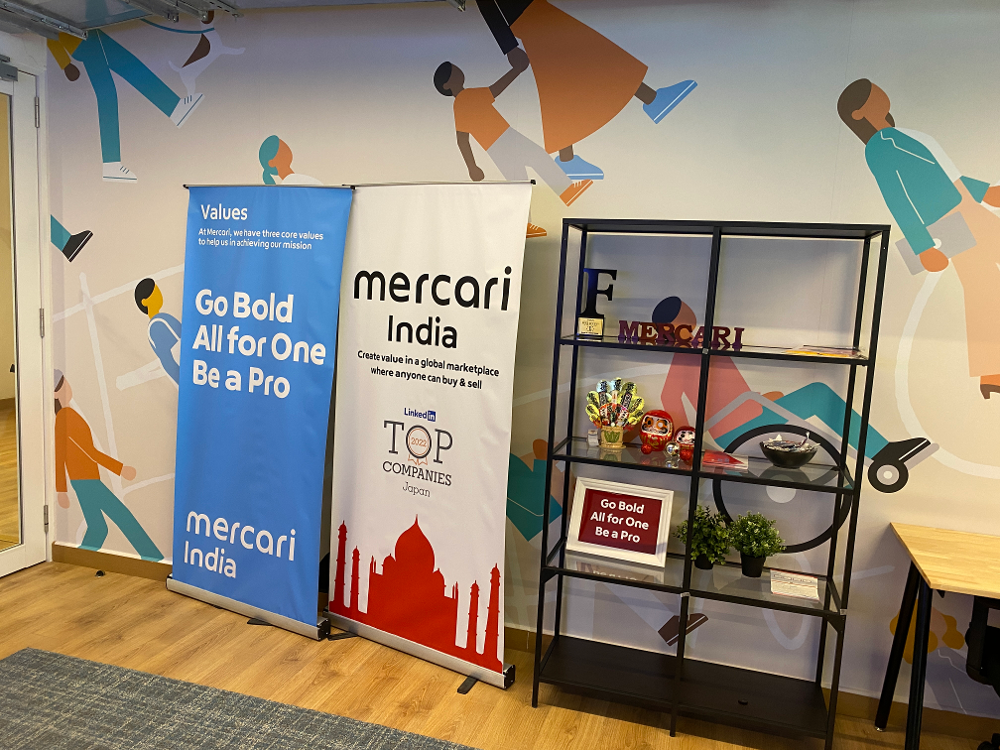 Values
At Mercari, we have three core values
to help us in achieving our mission
Go Bold
All for One
Be a Pro
mercari
India
mercari
India
Create value in a global marketplace
where anyone can buy & sell
LinkedIn
TOP
2022
COMPANIES
Japan
F
MERCARI
Go Bold
All for One
Be a Pro